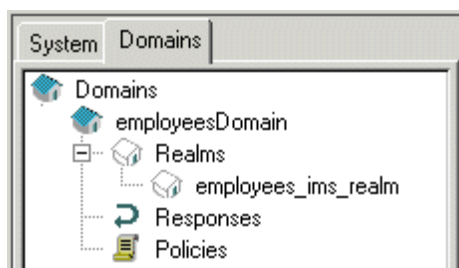 System Domains
Domains
employeesDomain
Realms
employees_ims_realm
Responses
Policies